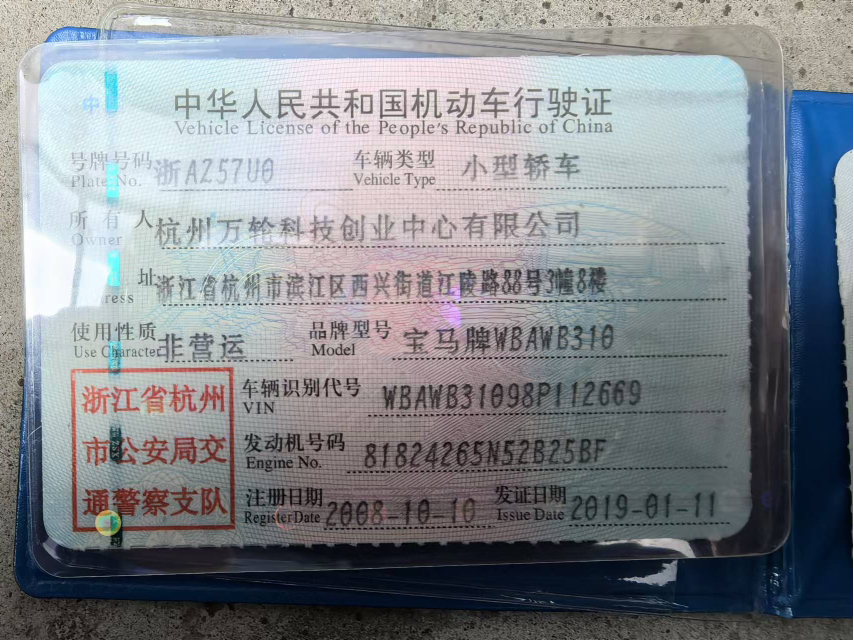 中华人民共和国机动车行驶证
Vehicle License of the People's Republic of China
号牌号码 浙AZ57U0 车辆类型 小型轿车
Plate No. Vehicle Type
所有人 杭州万轮科技创业中心有限公司
Owner
址 浙江省杭州市滨江区西兴街道江陵路88号3幢8楼
ress
使用性质 非营运 品牌型号 宝马牌WBAWB310
Use Character Model
浙江省杭州
市公安局交
通警察支队
车辆识别代号 WBAWB31098P112669
VIN
发动机号码 81824265N52B25BF
Engine No.
注册日期 2008-10-10 发证日期 2019-01-11
Register Date Issue Date